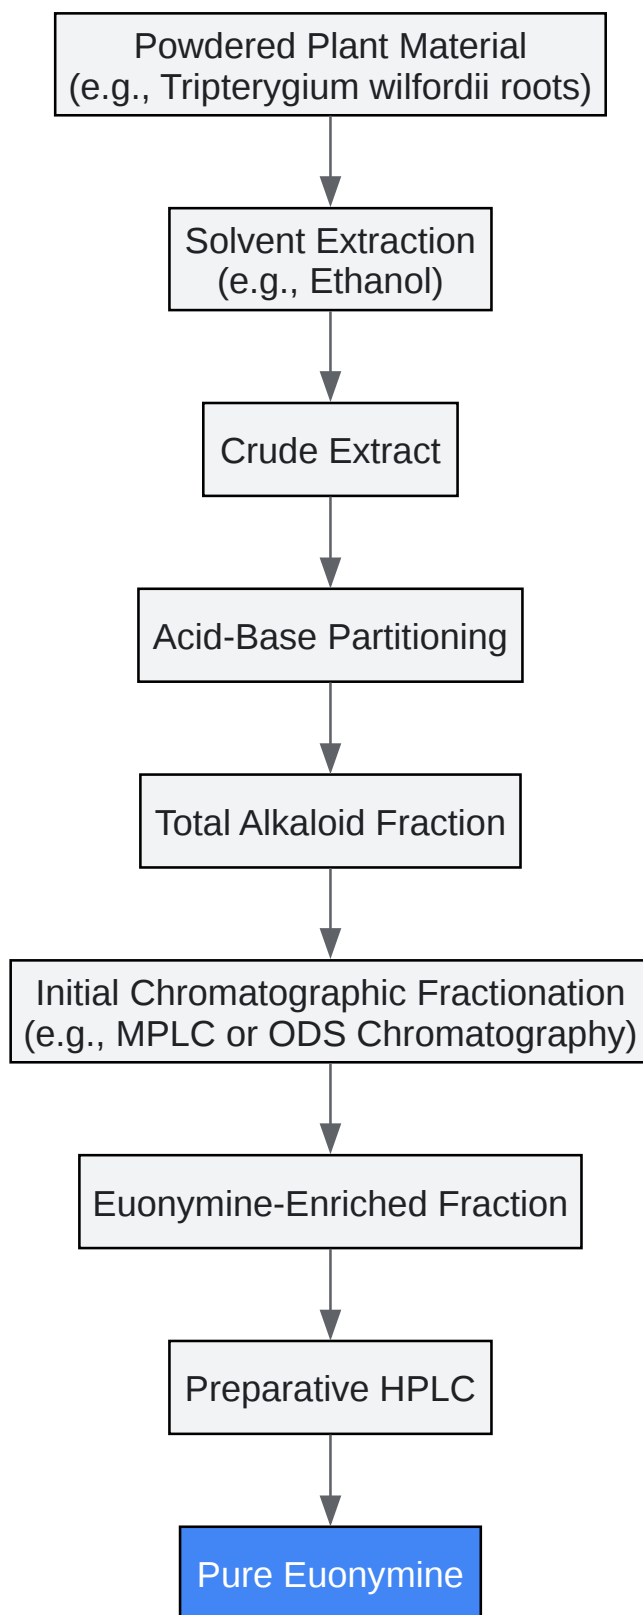 Powdered Plant Material
(e.g., Tripterygium wilfordii roots)
Solvent Extraction
(e.g., Ethanol)
Crude Extract
Acid-Base Partitioning
Total Alkaloid Fraction
Initial Chromatographic Fractionation
(e.g., MPLC or ODS Chromatography)
Euonymine-Enriched Fraction
Preparative HPLC
Pure Euonymine